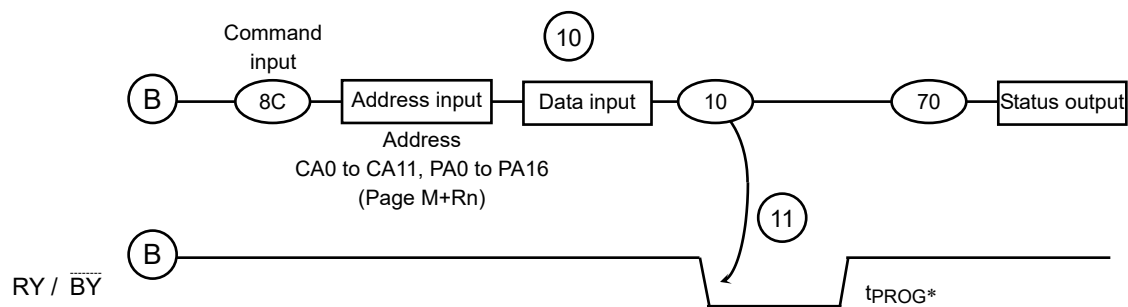 10
Command
input
B 8C Address input Data input 10 70 Status output
Address
CA0 to CA11, PA0 to PA16
(Page M+Rn)
11
B
RY / BY
tPROG*